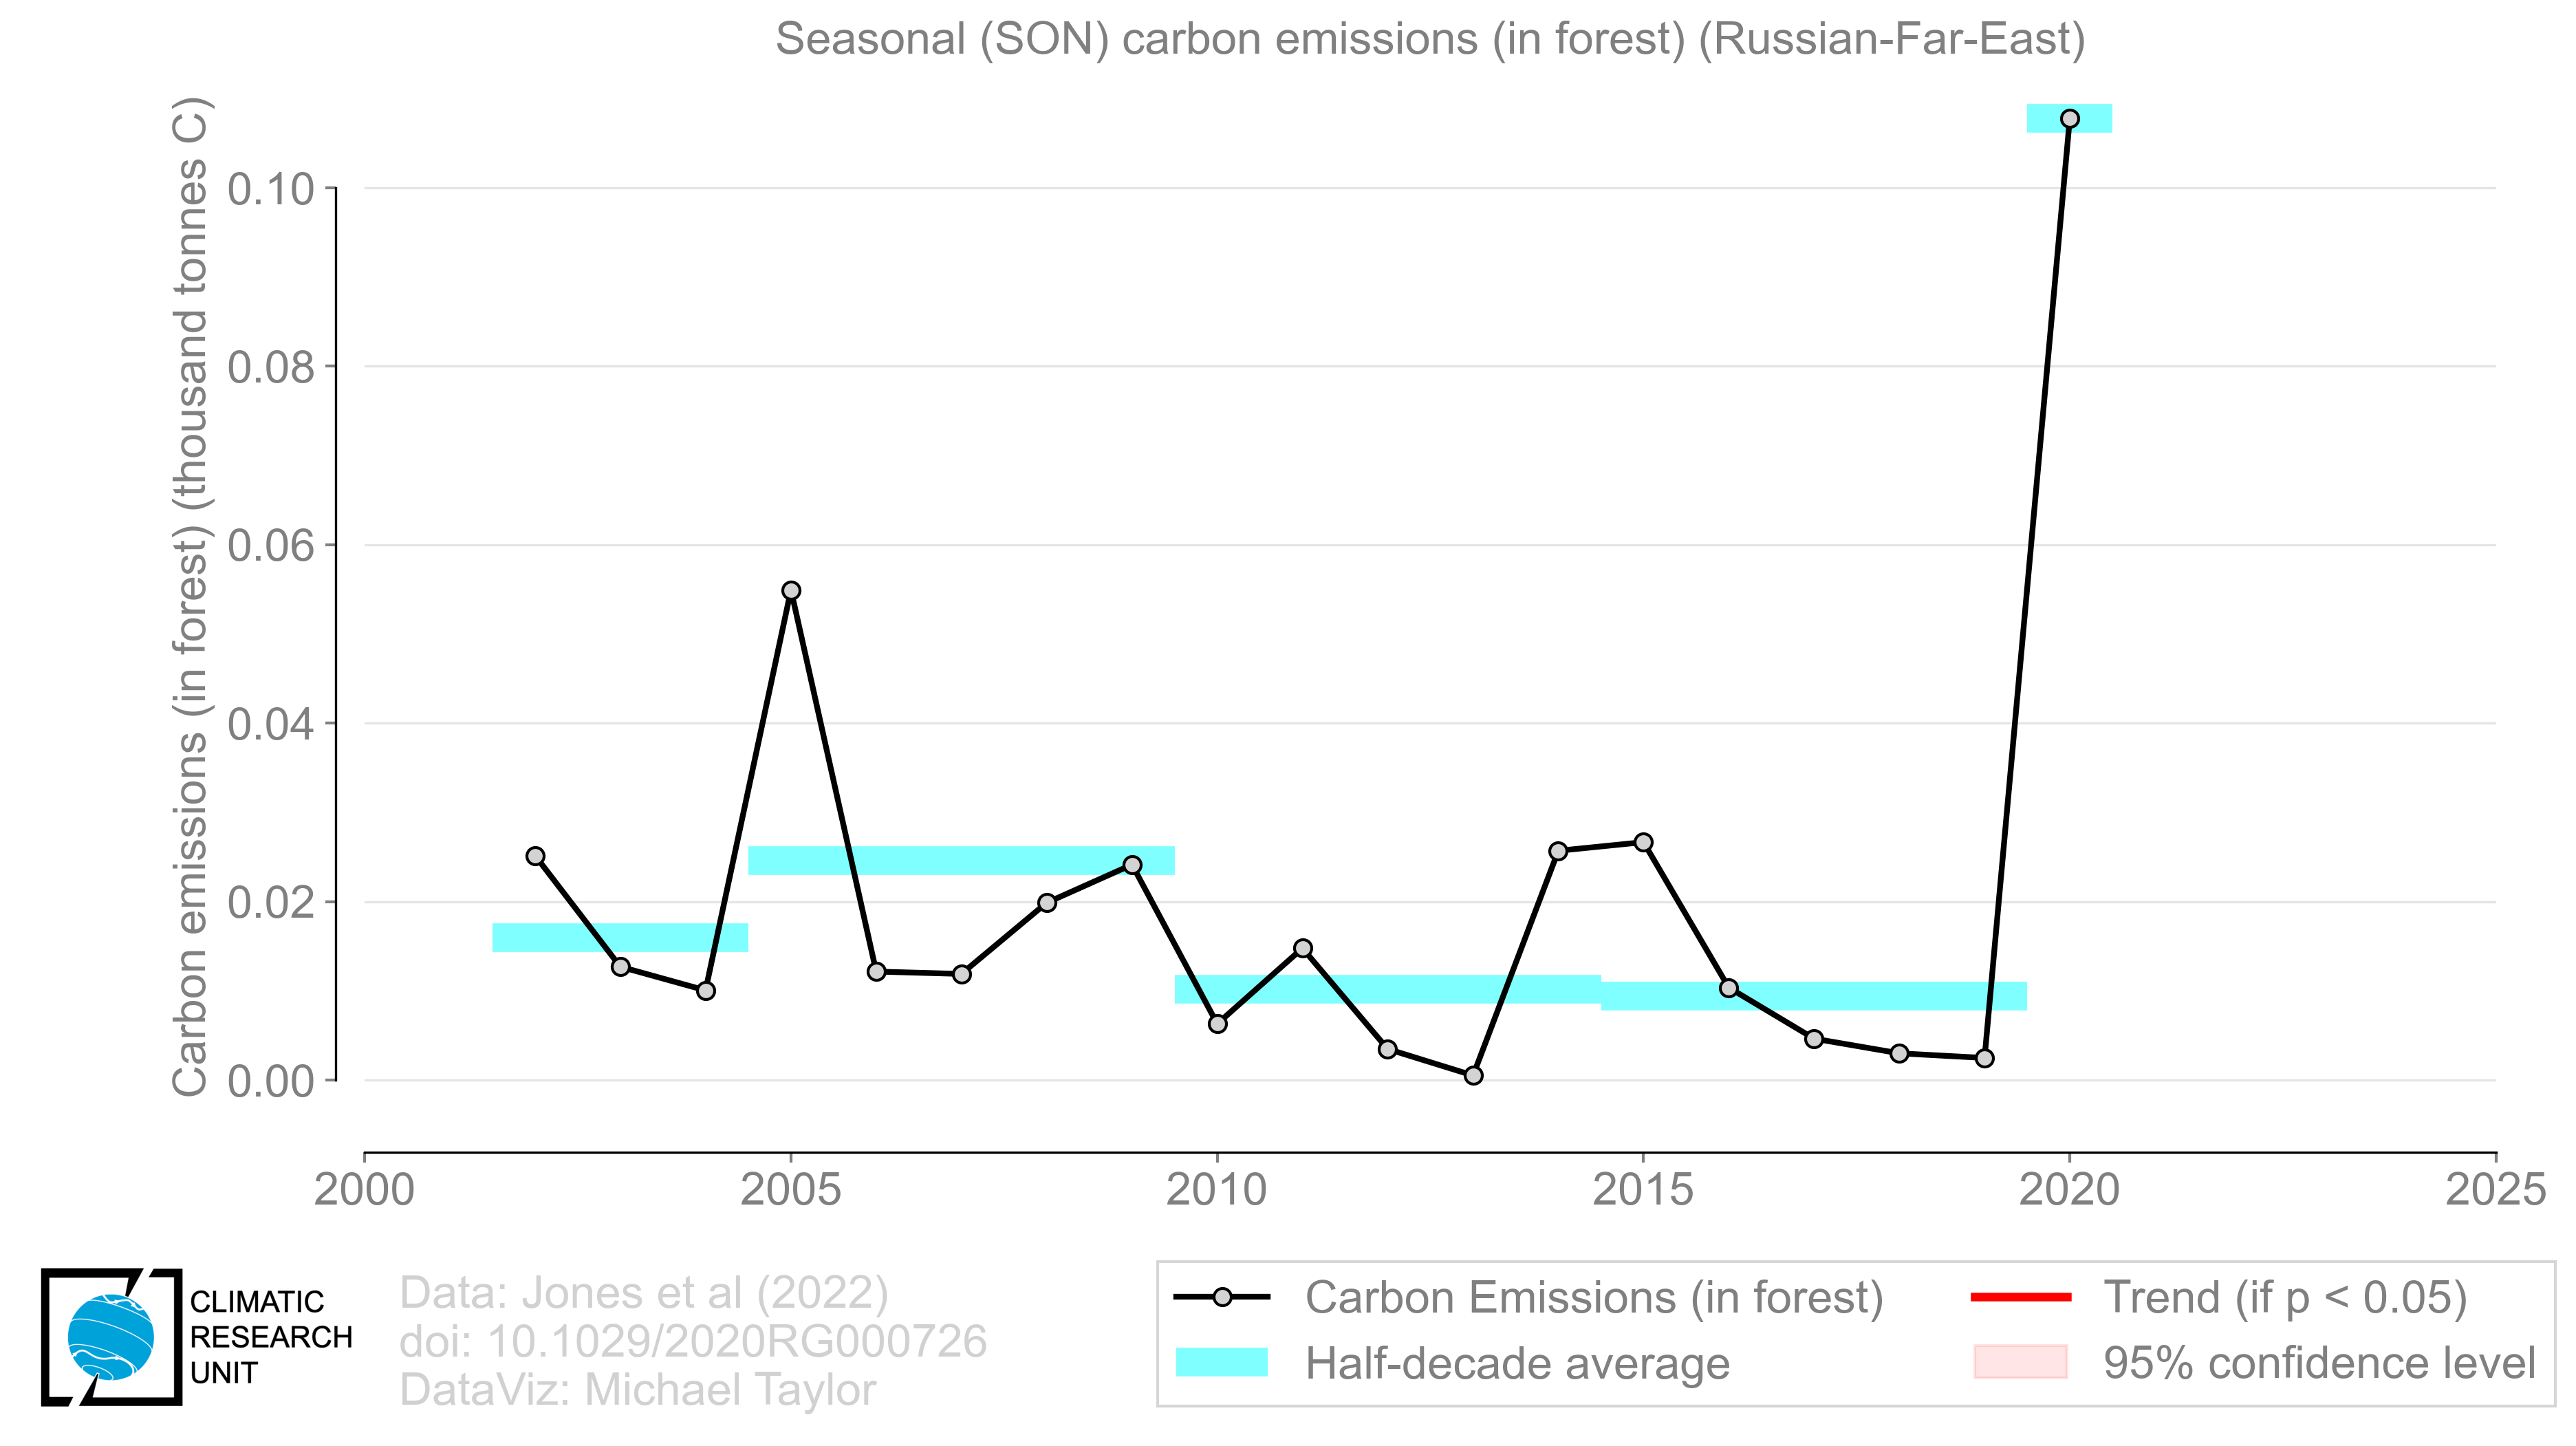 Seasonal (SON) carbon emissions (in forest) (Russian-Far-East)
Carbon emissions (in forest) (thousand tonnes C)
0.10
0.08
0.06
0.04
0.02
0.00
2000 2005 2010 2015 2020 2025
CLIMATIC
RESEARCH
UNIT
Data: Jones et al (2022)
doi: 10.1029/2020RG000726
DataViz: Michael Taylor
Carbon Emissions (in forest)
Half-decade average
Trend (if p < 0.05)
95% confidence level